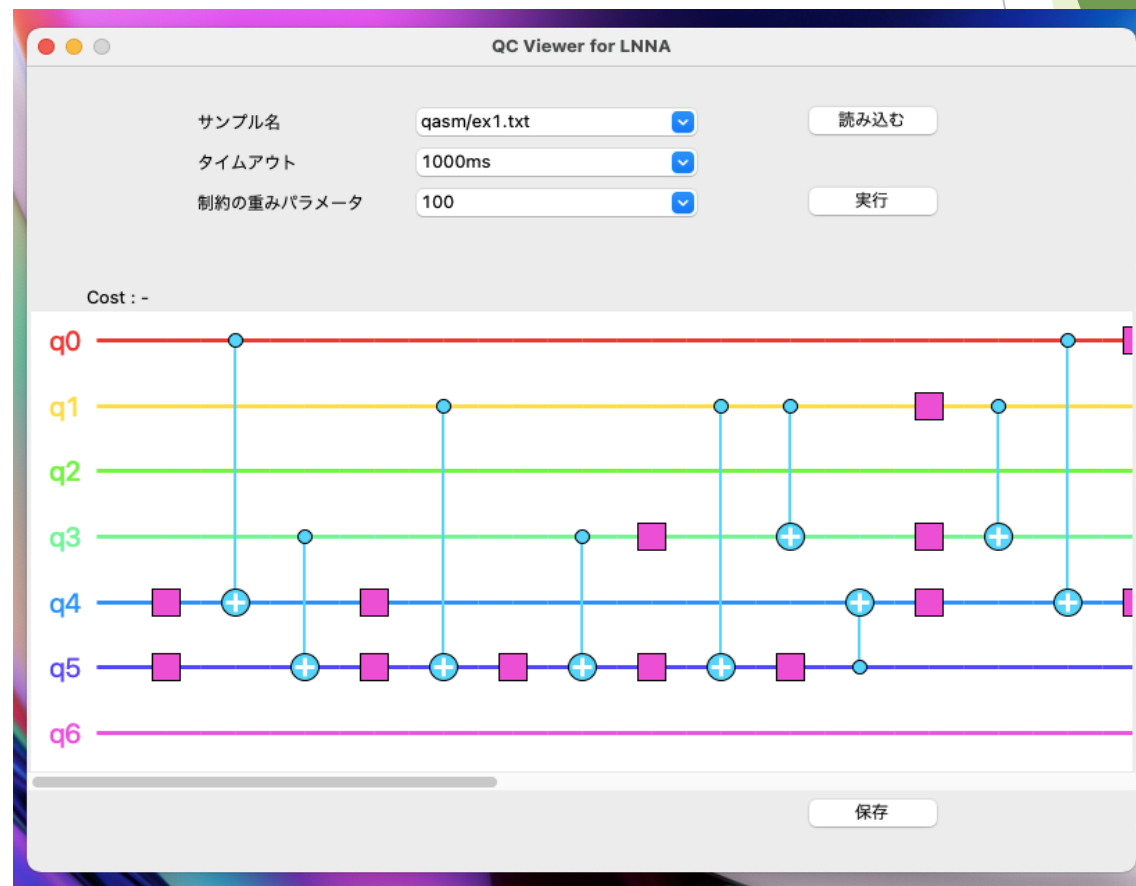 QC Viewer for LNNA
サンプル名 qasm/ex1.txt 読み込む
タイムアウト 1000ms
制約の重みパラメータ 100 実行
Cost : -
q0
q1
q2
q3
q4
q5
q6
保存